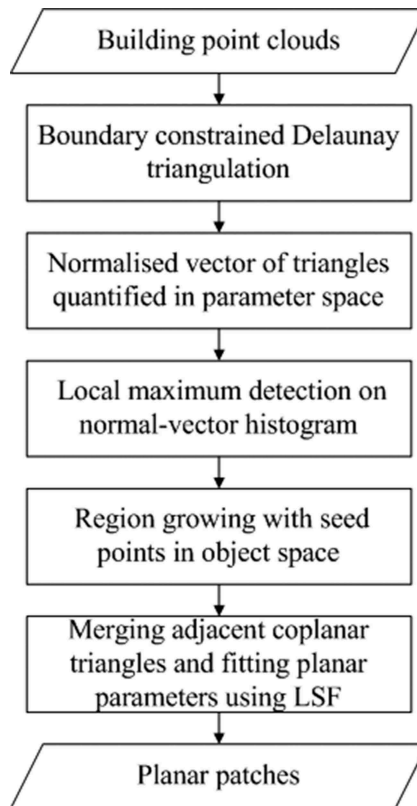 Building point clouds
Boundary constrained Delaunay
triangulation
Normalised vector of triangles
quantified in parameter space
Local maximum detection on
normal-vector histogram
Region growing with seed
points in object space
Merging adjacent coplanar
triangles and fitting planar
parameters using LSF
Planar patches